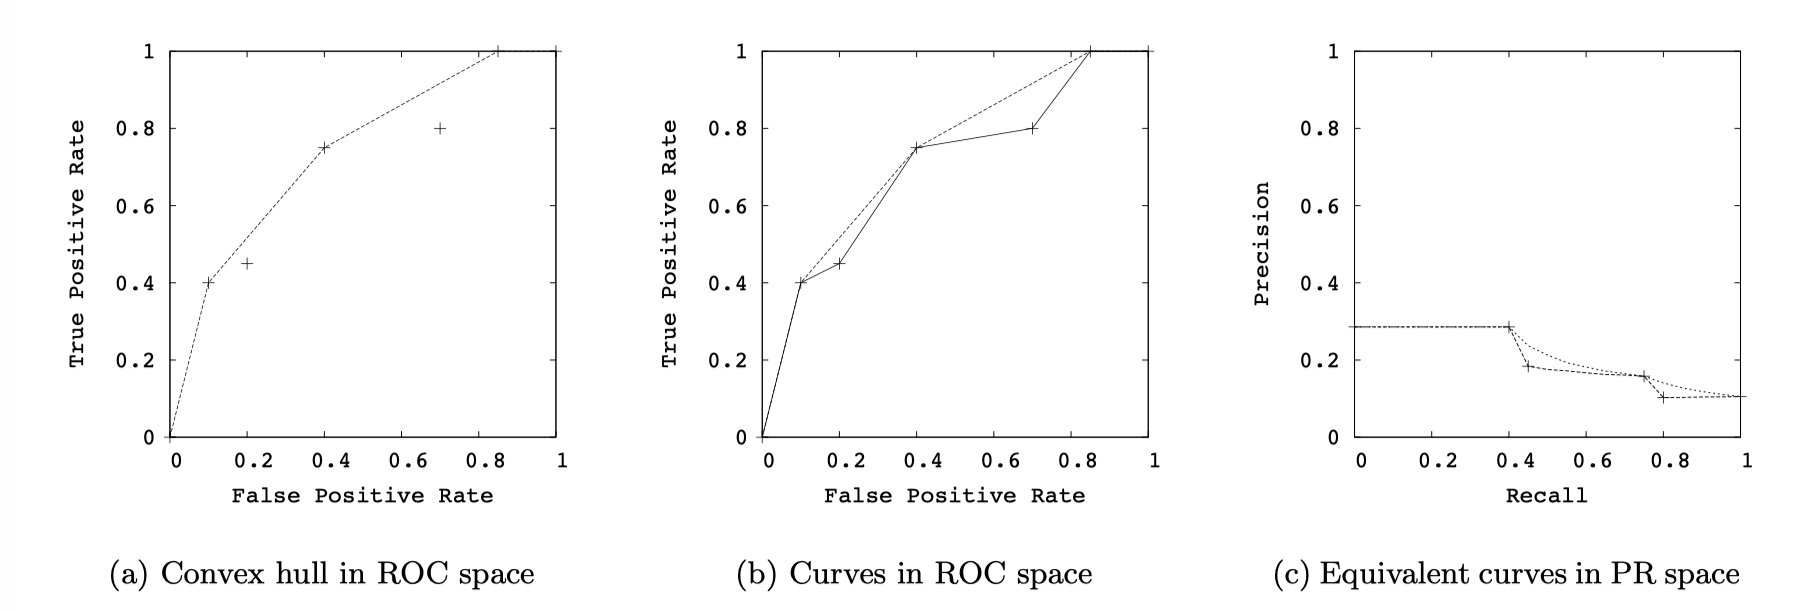 1
0.8
0.6
0.4
0.2
0
True Positive Rate
0 0.2 0.4 0.6 0.8 1
False Positive Rate
(a) Convex hull in ROC space
1
0.8
0.6
0.4
0.2
0
True Positive Rate
0 0.2 0.4 0.6 0.8 1
False Positive Rate
(b) Curves in ROC space
1
0.8
0.6
0.4
0.2
0
Precision
0 0.2 0.4 0.6 0.8 1
Recall
(c) Equivalent curves in PR space